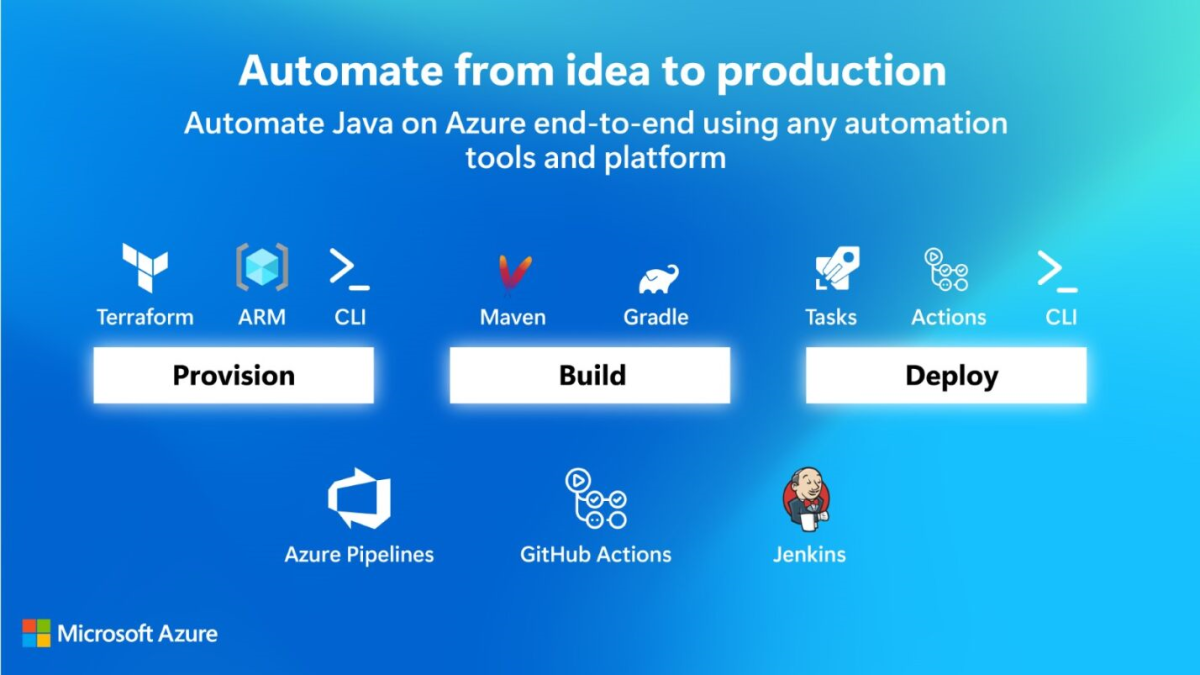 Automate from idea to production
Automate Java on Azure end-to-end using any automation
tools and platform
Terraform ARM CLI
Maven Gradle
Tasks Actions CLI
Provision
Build
Deploy
Azure Pipelines
GitHub Actions
Jenkins
Microsoft Azure